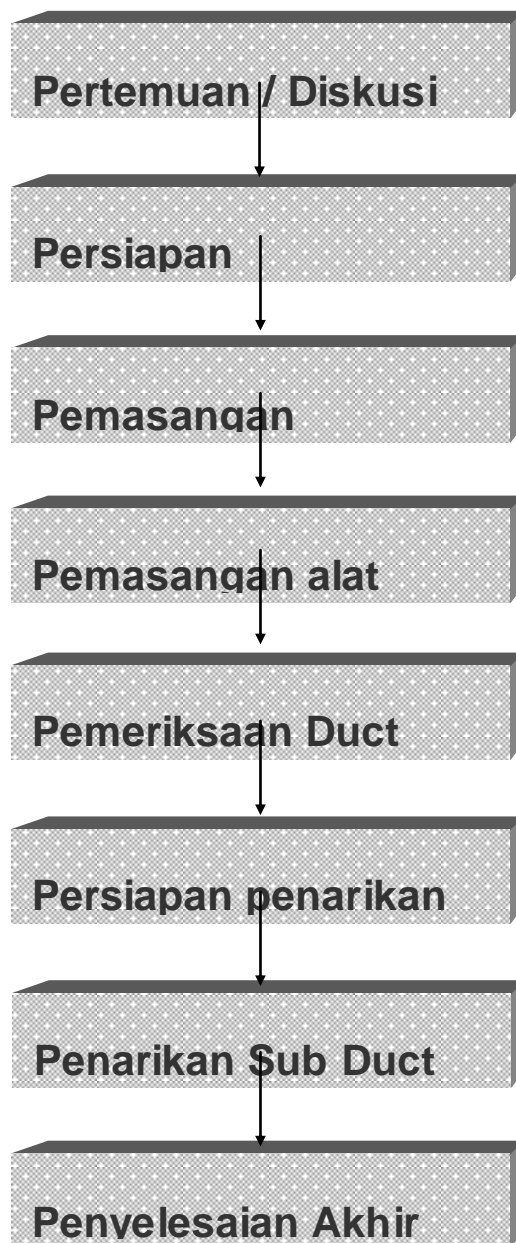 Pertemuan / Diskusi
Persiapan
Pemasangan
Pemasangan alat
Pemeriksaan Duct
Persiapan penarikan
Penarikan Sub Duct
Penyelesaian Akhir